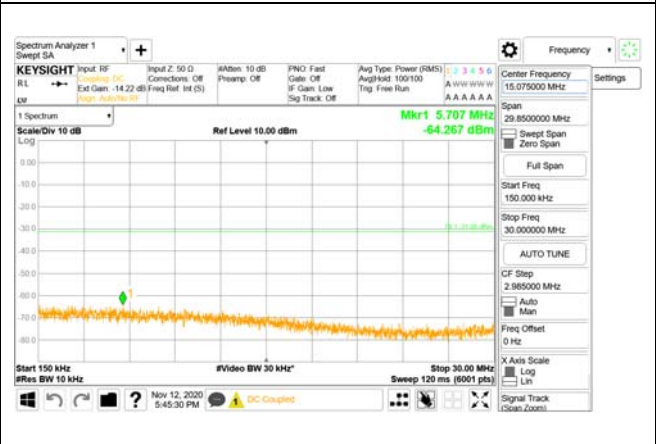 Spectrum Analyzer 1
Swept SA
Frequency
KEYSIGHT
RL
Input: RF
Coupling: DC
Ext Gain: -14.22 dB
Align: Auto/No RF
Input Z: 50 Ω
Corrections: Off
Freq Ref: Int (S)
#Atten: 10 dB
Preamp: Off
PNO: Fast
Gate: Off
IF Gain: Low
Sig Track: Off
Avg Type: Power (RMS)
Avg|Hold: 100/100
Trig: Free Run
1 2 3 4 5 6
A W W W W W
A A A A A A
1 Spectrum
Scale/Div 10 dB
Log
Ref Level 10.00 dBm
Mkr1 5.707 MHz
-64.267 dBm
0.00
-10.0
-20.0
-30.0
-40.0
-50.0
-60.0
-70.0
-80.0
1
Start 150 kHz
#Res BW 10 kHz
#Video BW 30 kHz*
Stop 30.00 MHz
Sweep 120 ms (6001 pts)
Nov 12, 2020
5:45:30 PM
DC Coupled
Center Frequency
15.075000 MHz
Settings
Span
29.8500000 MHz
Swept Span
Zero Span
Full Span
Start Freq
150.000 kHz
Stop Freq
30.000000 MHz
AUTO TUNE
CF Step
2.985000 MHz
Auto
Man
Freq Offset
0 Hz
X Axis Scale
Log
Lin
Signal Track
(Span Zoom)